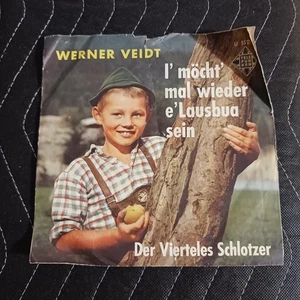 WERNER VEIDT
I' möcht'
mal wieder
e' Lausbua
sein
Der Vierteles Schlotzer